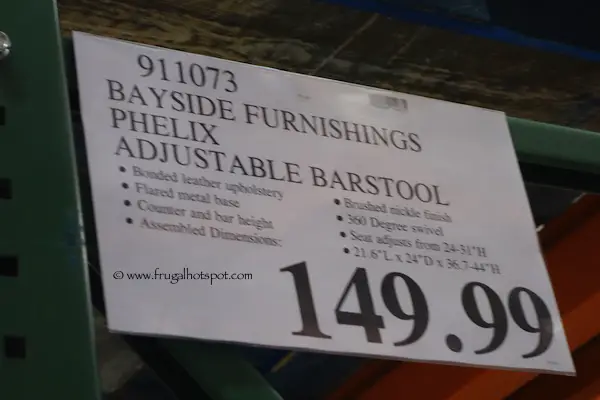 911073
BAYSIDE FURNISHINGS
PHELIX
ADJUSTABLE BARSTOOL
• Bonded leather upholstery
• Flared metal base
• Counter and bar height
• Assembled Dimensions:
• Brushed nickle finish
• 360 Degree swivel
• Seat adjusts from 24-31"H
• 21.6"L x 24"D x 36.7-44"H
© www.frugalhotspot.com
149.99